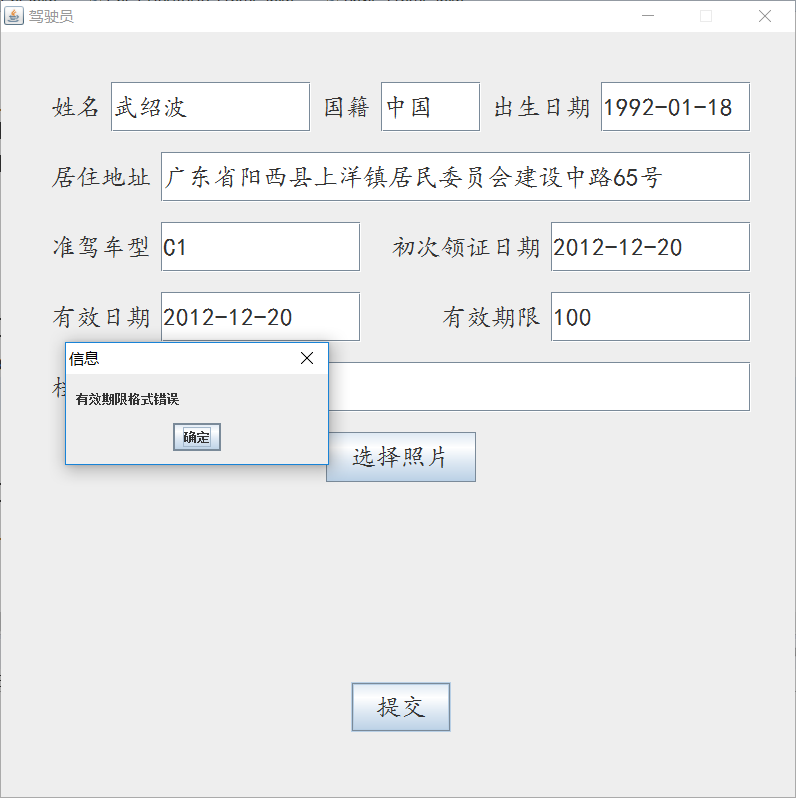 驾驶员
姓名 武绍波 国籍 中国 出生日期 1992-01-18
居住地址 广东省阳西县上洋镇居民委员会建设中路65号
准驾车型 C1 初次领证日期 2012-12-20
有效日期 2012-12-20 有效期限 100
信息
有效期限格式错误
确定
选择照片
提交